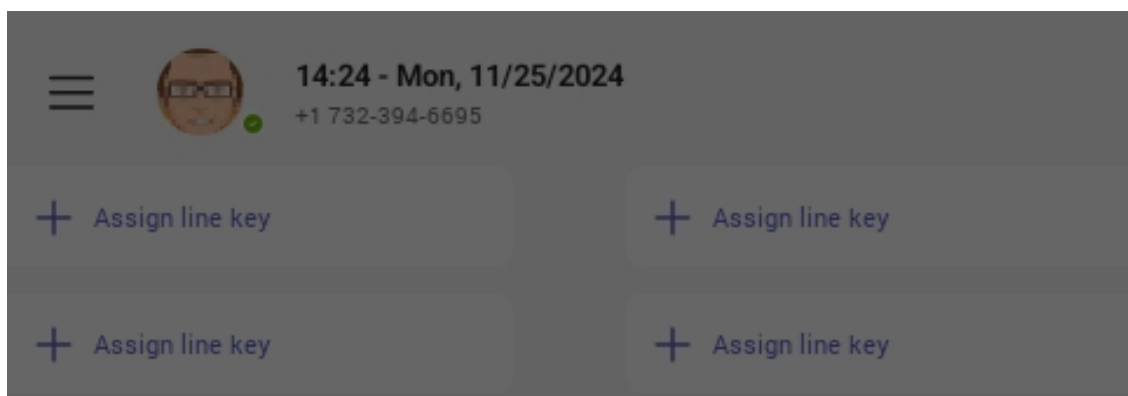 14:24 - Mon, 11/25/2024
+1 732-394-6695
+ Assign line key
+ Assign line key
+ Assign line key
+ Assign line key